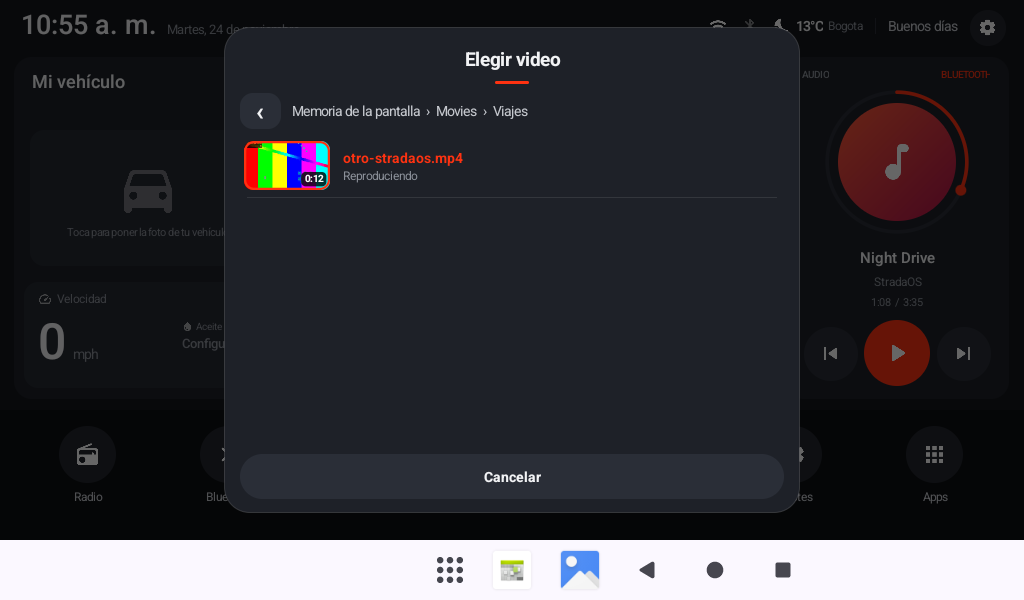 10:55 a. m.
Martes, 24 de
13°C Bogota
Buenos días
Elegir video
Mi vehículo
AUDIO
BLUETOOTH
‹
Memoria de la pantalla › Movies › Viajes
otro-stradaos.mp4
0:12
Reproduciendo
Toca para poner la foto de tu vehícul
Night Drive
StradaOS
1:08 / 3:35
Velocidad
0 mph
Aceite
Configu
Cancelar
Radio
Blue
tes
Apps